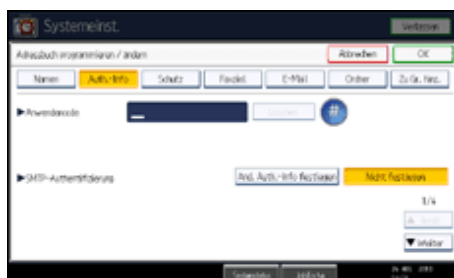 Systemeinst.
Verlassen
Adressbuch programmieren / ändern
Abbrechen
OK
Namen
Auth.-Info
Schutz
Faxziel
E-Mail
Ordner
Zu Gr. hinz.
►Anwendercode
Löschen
#
►SMTP-Authentifizierung
And. Auth.-Info festlegen
Nicht festlegen
1/4
▼ Weiter